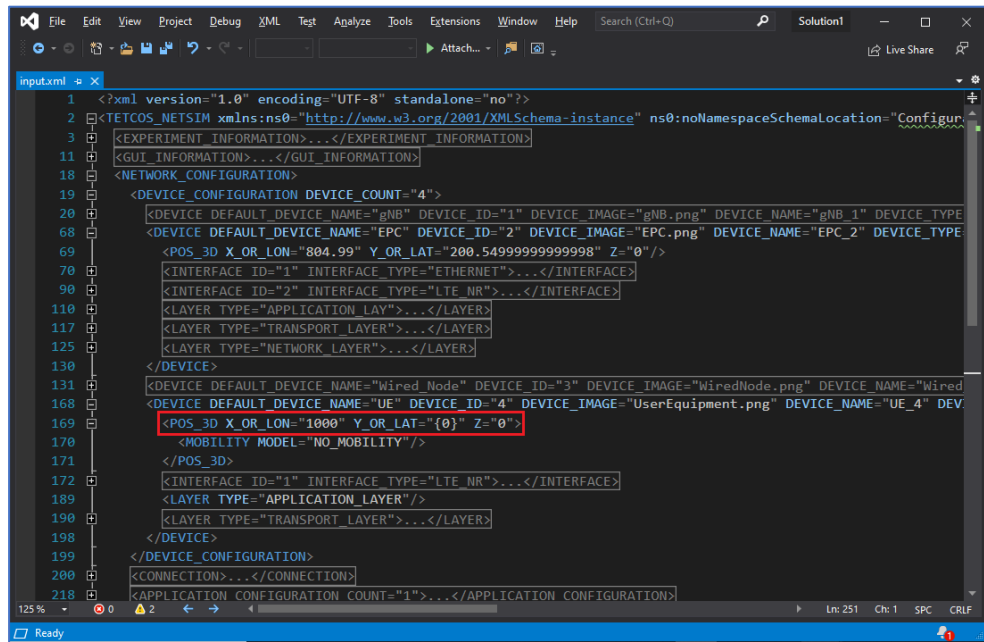 File Edit View Project Debug XML Test Analyze Tools Extensions Window Help Search (Ctrl+Q) Solution1
Attach... Live Share
input.xml
1 <?xml version="1.0" encoding="UTF-8" standalone="no"?>
2 <TETCOS_NETSIM xmlns:ns0="http://www.w3.org/2001/XMLSchema-instance" ns0:noNamespaceSchemaLocation="Configur
3 <EXPERIMENT_INFORMATION>...</EXPERIMENT_INFORMATION>
11 <GUI_INFORMATION>...</GUI_INFORMATION>
18 <NETWORK_CONFIGURATION>
19 <DEVICE_CONFIGURATION DEVICE_COUNT="4">
20 <DEVICE DEFAULT_DEVICE_NAME="gNB" DEVICE_ID="1" DEVICE_IMAGE="gNB.png" DEVICE_NAME="gNB_1" DEVICE_TYPE
68 <DEVICE DEFAULT_DEVICE_NAME="EPC" DEVICE_ID="2" DEVICE_IMAGE="EPC.png" DEVICE_NAME="EPC_2" DEVICE_TYPE=
69 <POS_3D X_OR_LON="804.99" Y_OR_LAT="200.54999999999998" Z="0"/>
70 <INTERFACE ID="1" INTERFACE_TYPE="ETHERNET">...</INTERFACE>
90 <INTERFACE ID="2" INTERFACE_TYPE="LTE_NR">...</INTERFACE>
110 <LAYER TYPE="APPLICATION_LAY">...</LAYER>
117 <LAYER TYPE="TRANSPORT_LAYER">...</LAYER>
125 <LAYER TYPE="NETWORK_LAYER">...</LAYER>
130 </DEVICE>
131 <DEVICE DEFAULT_DEVICE_NAME="Wired_Node" DEVICE_ID="3" DEVICE_IMAGE="WiredNode.png" DEVICE_NAME="Wired
168 <DEVICE DEFAULT_DEVICE_NAME="UE" DEVICE_ID="4" DEVICE_IMAGE="UserEquipment.png" DEVICE_NAME="UE_4" DEV
169 <POS_3D X_OR_LON="1000" Y_OR_LAT="{0}" Z="0">
170 <MOBILITY MODEL="NO_MOBILITY"/>
171 </POS_3D>
172 <INTERFACE ID="1" INTERFACE_TYPE="LTE_NR">...</INTERFACE>
189 <LAYER TYPE="APPLICATION_LAYER"/>
190 <LAYER TYPE="TRANSPORT_LAYER">...</LAYER>
198 </DEVICE>
199 </DEVICE_CONFIGURATION>
200 <CONNECTION>...</CONNECTION>
218 <APPLICATION_CONFIGURATION COUNT="1">...</APPLICATION_CONFIGURATION>
125 % 0 2 Ln: 251 Ch: 1 SPC CRLF
Ready 1